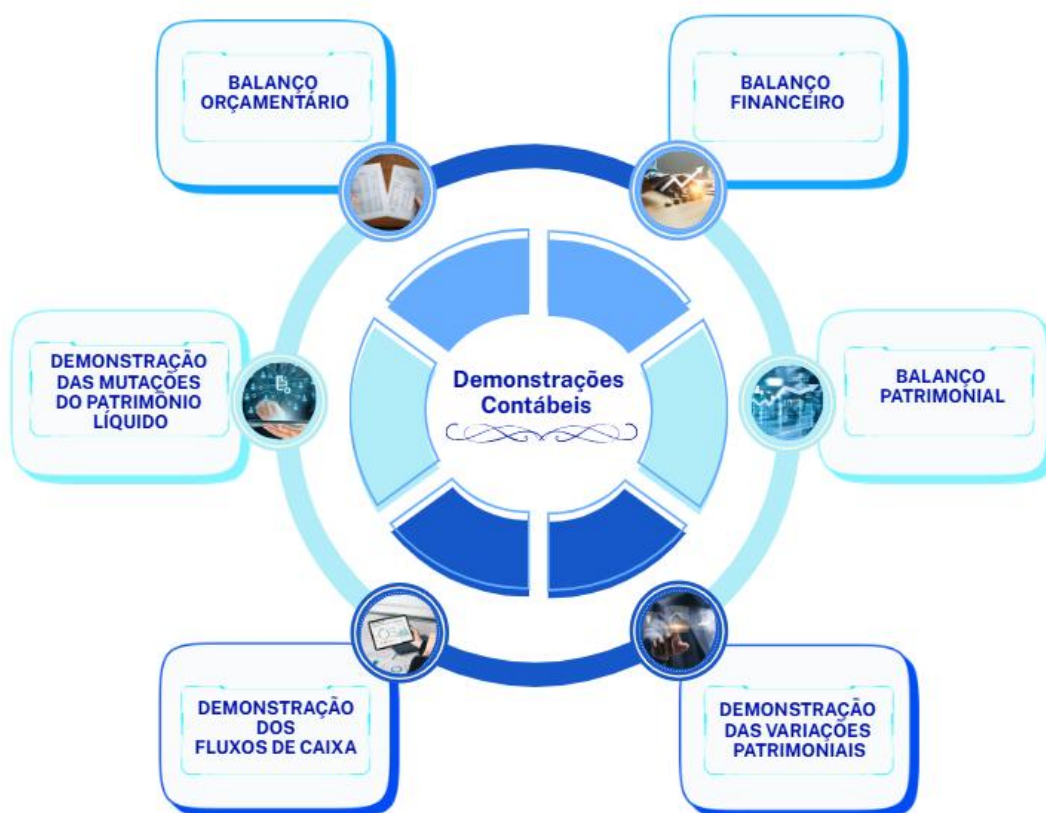 BALANÇO
ORÇAMENTÁRIO
BALANÇO
FINANCEIRO
DEMONSTRAÇÃO
DAS MUTAÇÕES
DO PATRIMÔNIO
LÍQUIDO
Demonstrações
Contábeis
BALANÇO
PATRIMONIAL
DEMONSTRAÇÃO
DOS
FLUXOS DE CAIXA
DEMONSTRAÇÃO
DAS VARIAÇÕES
PATRIMONIAIS